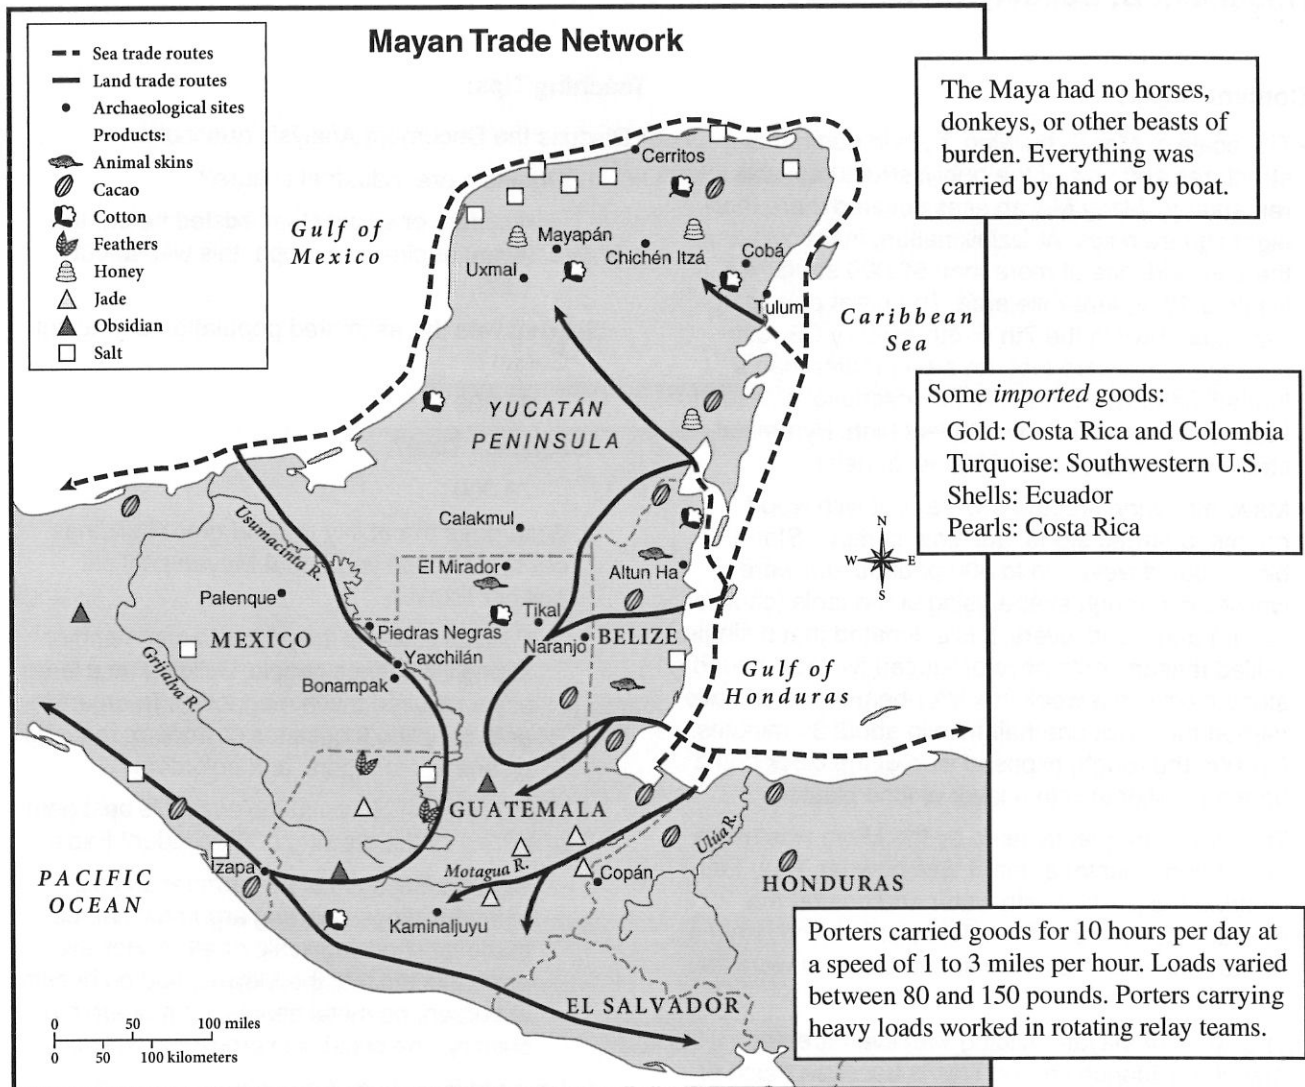 Mayan Trade Network
Sea trade routes
Land trade routes
Archaeological sites
Products:
Animal skins
Cacao
Cotton
Feathers
Honey
Jade
Obsidian
Salt
The Maya had no horses,
donkeys, or other beasts of
burden. Everything was
carried by hand or by boat.
Gulf of
Mexico
Cerritos
Mayapán
Chichén Itzá
Cobá
Uxmal
Tulum
Caribbean
Sea
Some imported goods:
Gold: Costa Rica and Colombia
Turquoise: Southwestern U.S.
Shells: Ecuador
Pearls: Costa Rica
YUCATÁN
PENINSULA
Usumacinta R.
Calakmul
El Mirador
Altun Ha
N
W E
S
Palenque
Tikal
MEXICO
Piedras Negras
Naranjo
BELIZE
Yaxchilán
Bonampak
Grijalva R.
Gulf of
Honduras
GUATEMALA
Izapa
Motagua R.
Copán
Ulúa R.
HONDURAS
PACIFIC
OCEAN
Kaminaljuyu
EL SALVADOR
Porters carried goods for 10 hours per day at
a speed of 1 to 3 miles per hour. Loads varied
between 80 and 150 pounds. Porters carrying
heavy loads worked in rotating relay teams.
0 50 100 miles
0 50 100 kilometers